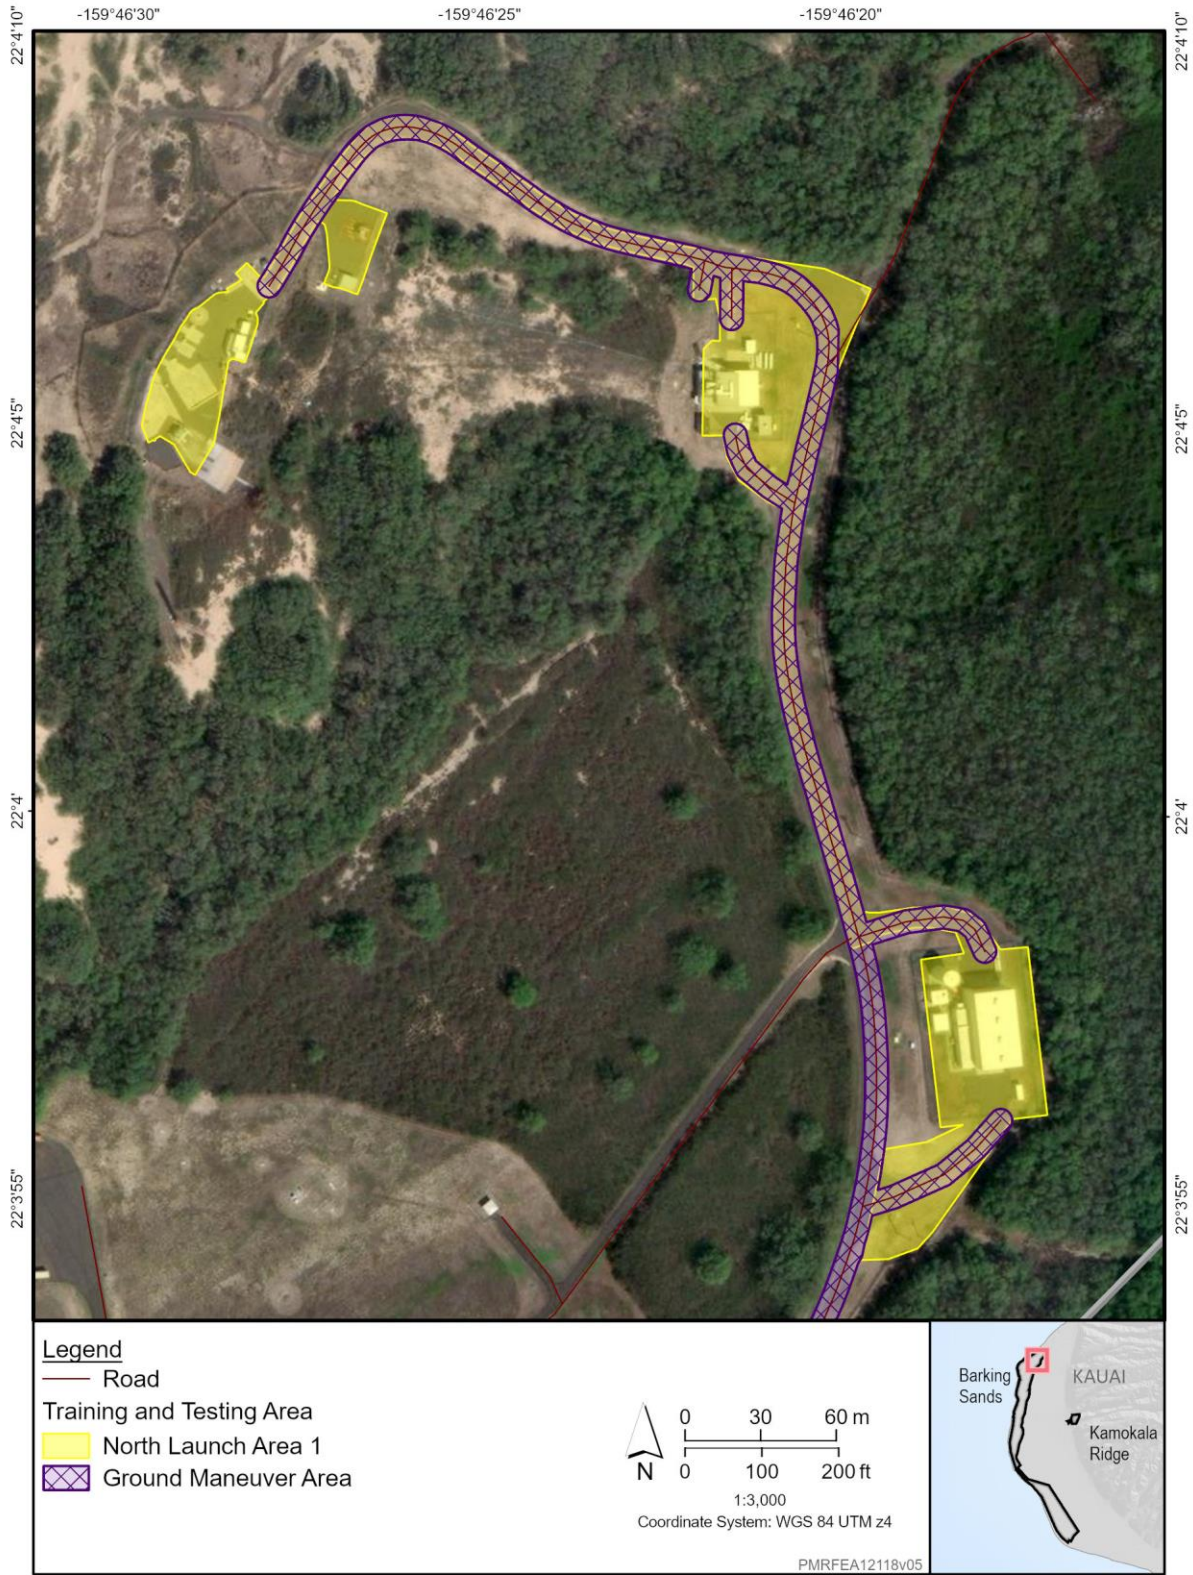 -159°46'30" -159°46'25" -159°46'20"
22°4'10" 22°4'10"
22°4'5" 22°4'5"
22°4' 22°4'
22°3'55" 22°3'55"
Legend
Road
Training and Testing Area
North Launch Area 1
Ground Maneuver Area
N
0 30 60 m
0 100 200 ft
1:3,000
Coordinate System: WGS 84 UTM z4
PMRFEA12118v05
Barking
Sands
KAUAI
Kamokala
Ridge